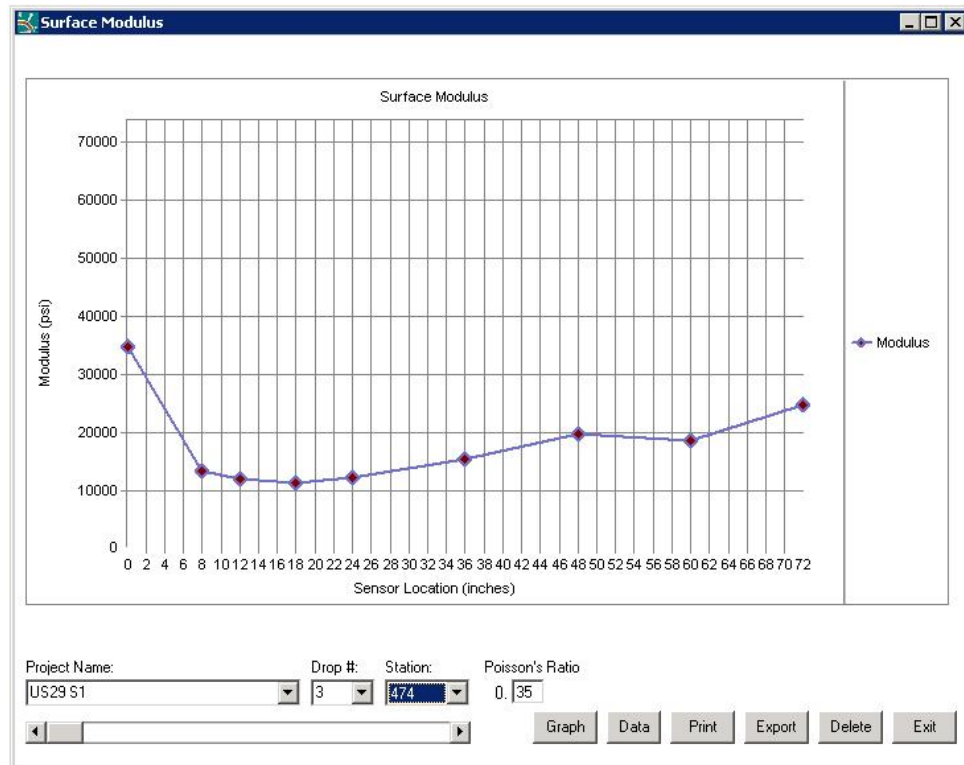 Surface Modulus
Surface Modulus
70000
60000
50000
40000
30000
20000
10000
0
Modulus (psi)
0 2 4 6 8 10 12 14 16 18 20 22 24 26 28 30 32 34 36 38 40 42 44 46 48 50 52 54 56 58 60 62 64 66 68 70 72
Sensor Location (inches)
Modulus
Project Name: Drop #: Station: Poisson's Ratio
US29 S1 3 474 0. 35
Graph Data Print Export Delete Exit